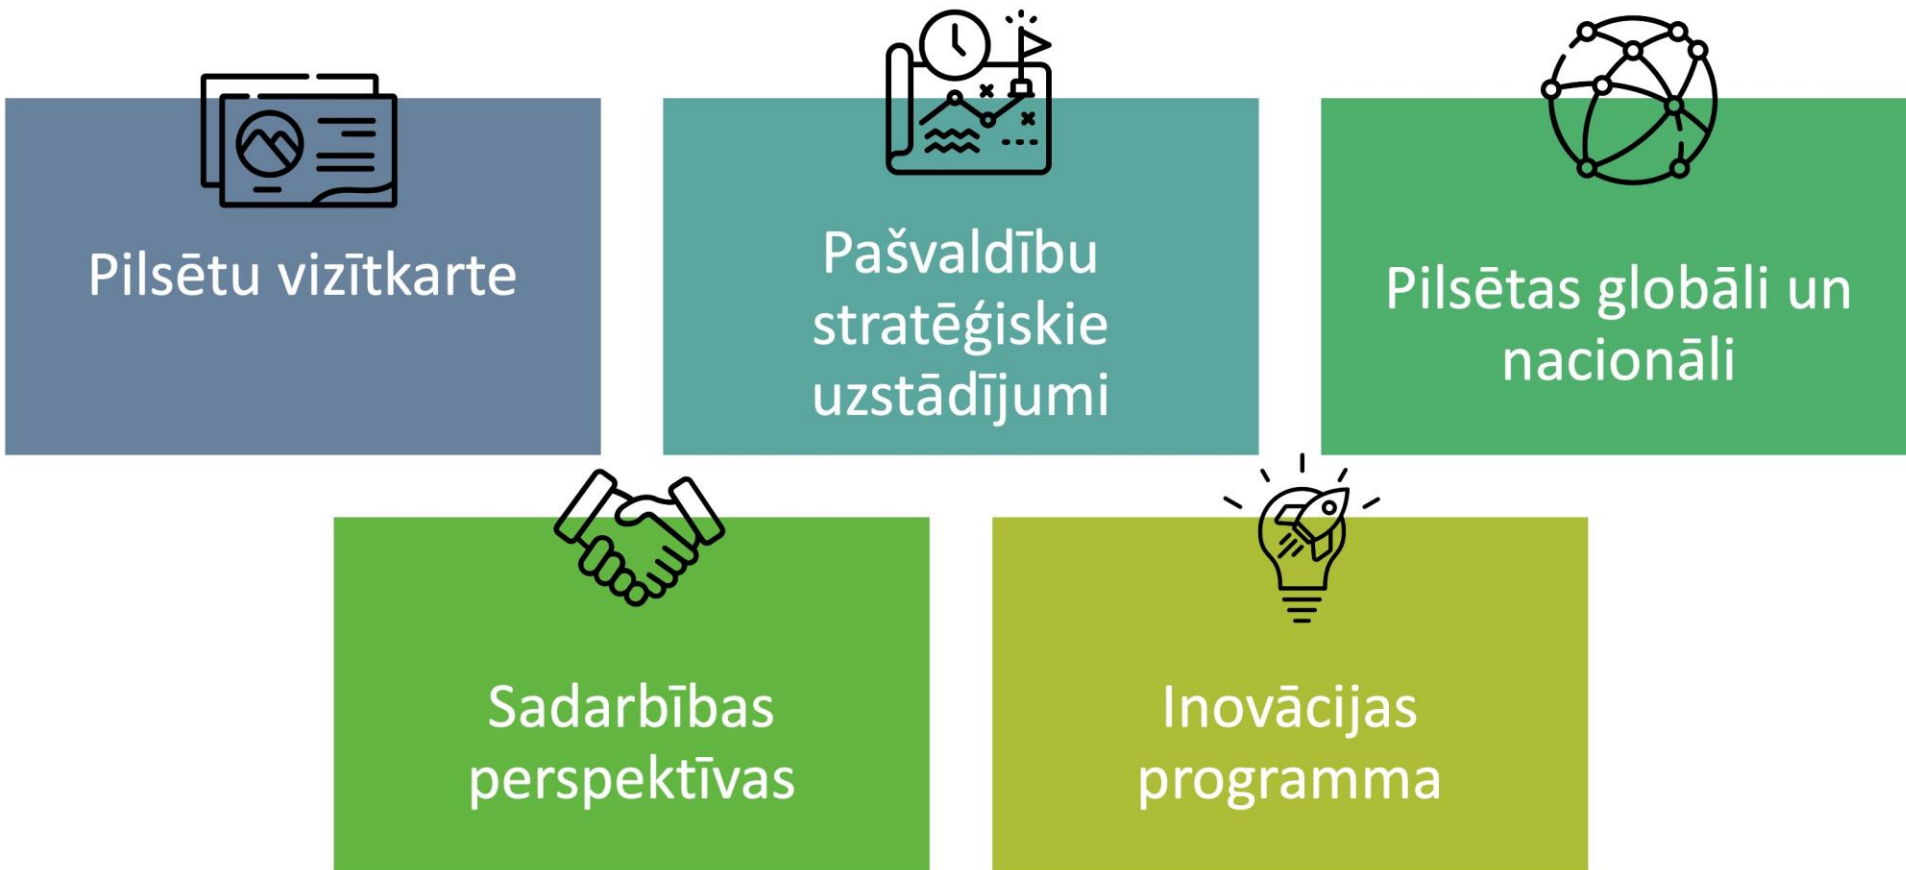 Pilsētu vizītkarte
Pašvaldību
stratēģiskie
uzstādījumi
Pilsētas globāli un
nacionāli
Sadarbības
perspektīvas
Inovācijas
programma